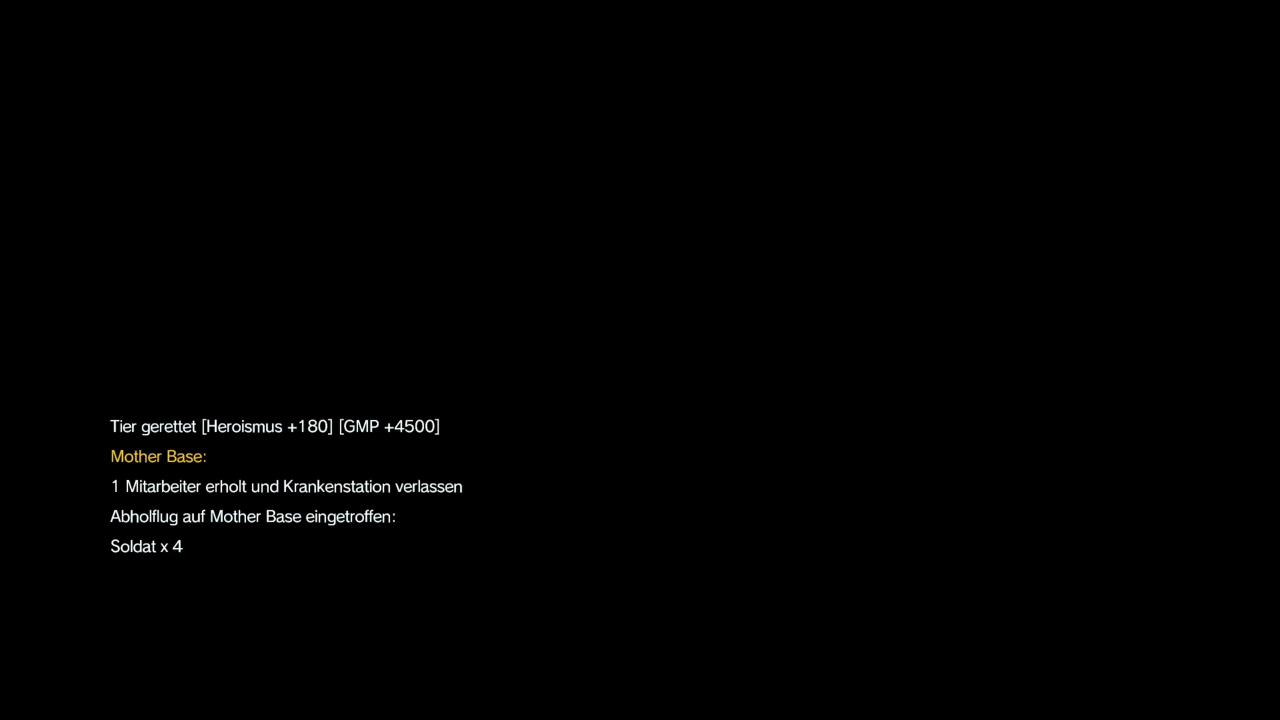 Tier gerettet [Heroismus +180] [GMP +4500]
Mother Base:
1 Mitarbeiter erholt und Krankenstation verlassen
Abholflug auf Mother Base eingetroffen:
Soldat x 4